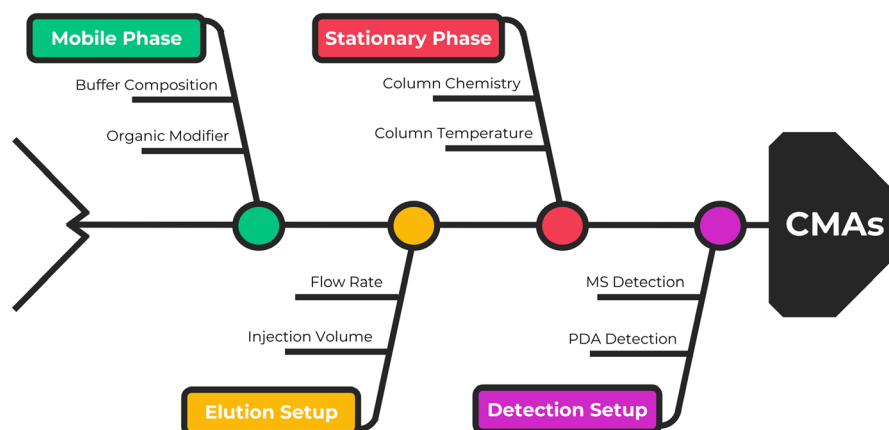 Mobile Phase
Stationary Phase
Buffer Composition
Column Chemistry
Organic Modifier
Column Temperature
CMAs
Flow Rate
MS Detection
Injection Volume
PDA Detection
Elution Setup
Detection Setup